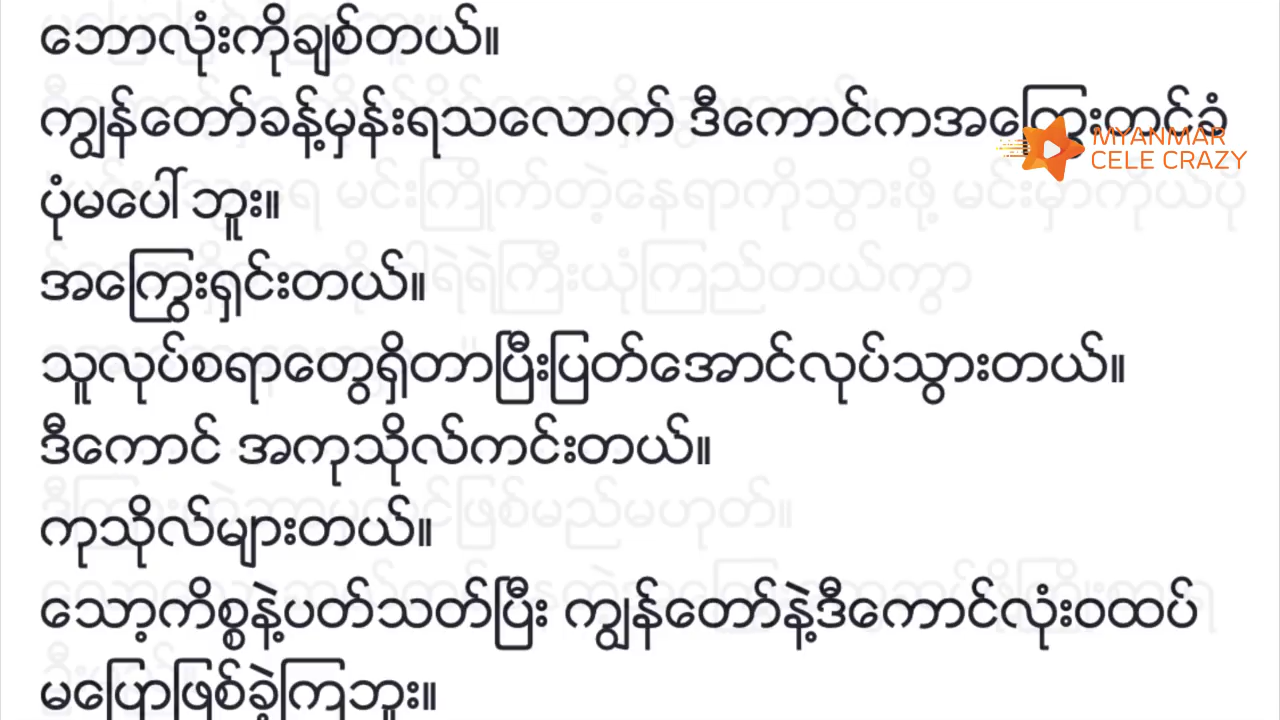 ဘောလုံးကိုချစ်တယ်။
ကျွန်တော်ခန့်မှန်းရသလောက် ဒီကောင်ကအကြွေးတင်ခံ
ပုံမပေါ် ဘူး။
အကြွေးရှင်းတယ်။
သူလုပ်စရာတွေရှိတာပြီးပြတ်အောင်လုပ်သွားတယ်။
ဒီကောင် အကုသိုလ်ကင်းတယ်။
ကုသိုလ်များတယ်။
သော့ကိစ္စနဲ့ပတ်သတ်ပြီး ကျွန်တော်နဲ့ဒီကောင်လုံးဝထပ်
မပြောဖြစ်ခဲ့ကြဘူး။
MYANMAR
CELE CRAZY